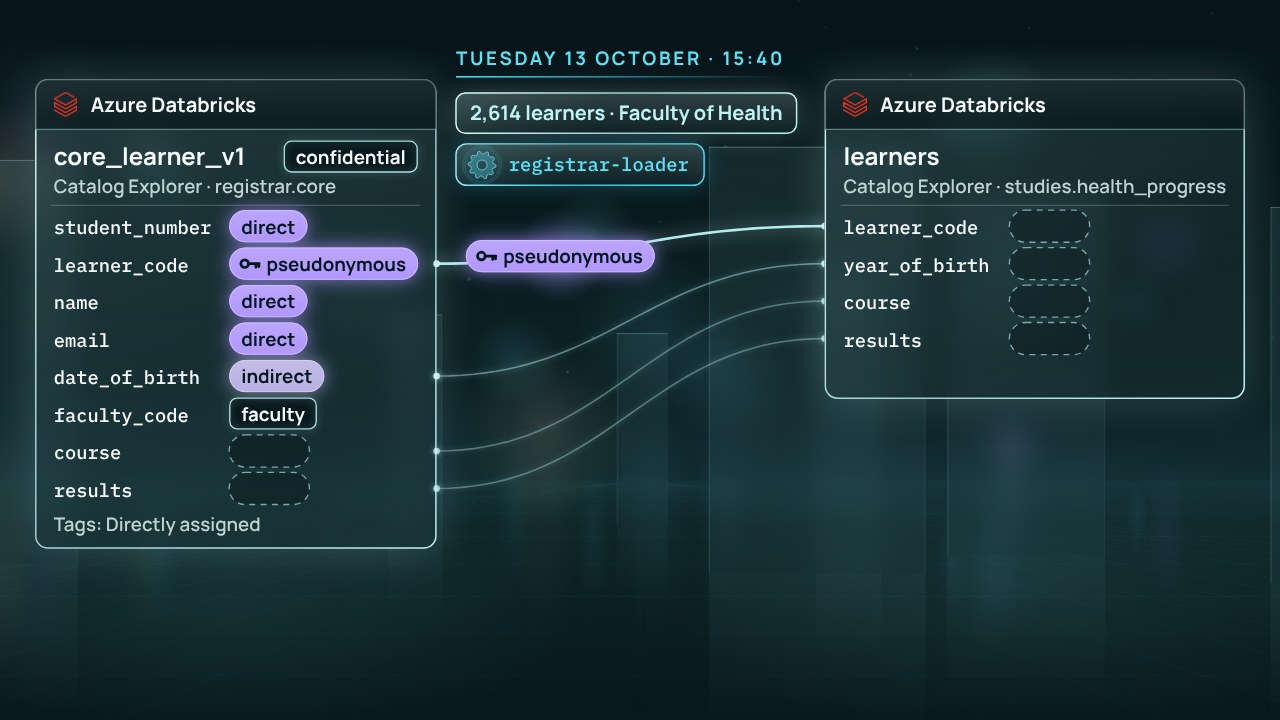 TUESDAY 13 OCTOBER · 15:40
2,614 learners · Faculty of Health
registrar-loader
Azure Databricks
core_learner_v1 confidential
Catalog Explorer · registrar.core
student_number direct
learner_code pseudonymous
name direct
email direct
date_of_birth indirect
faculty_code faculty
course
results
Tags: Directly assigned
pseudonymous
Azure Databricks
learners
Catalog Explorer · studies.health_progress
learner_code
year_of_birth
course
results